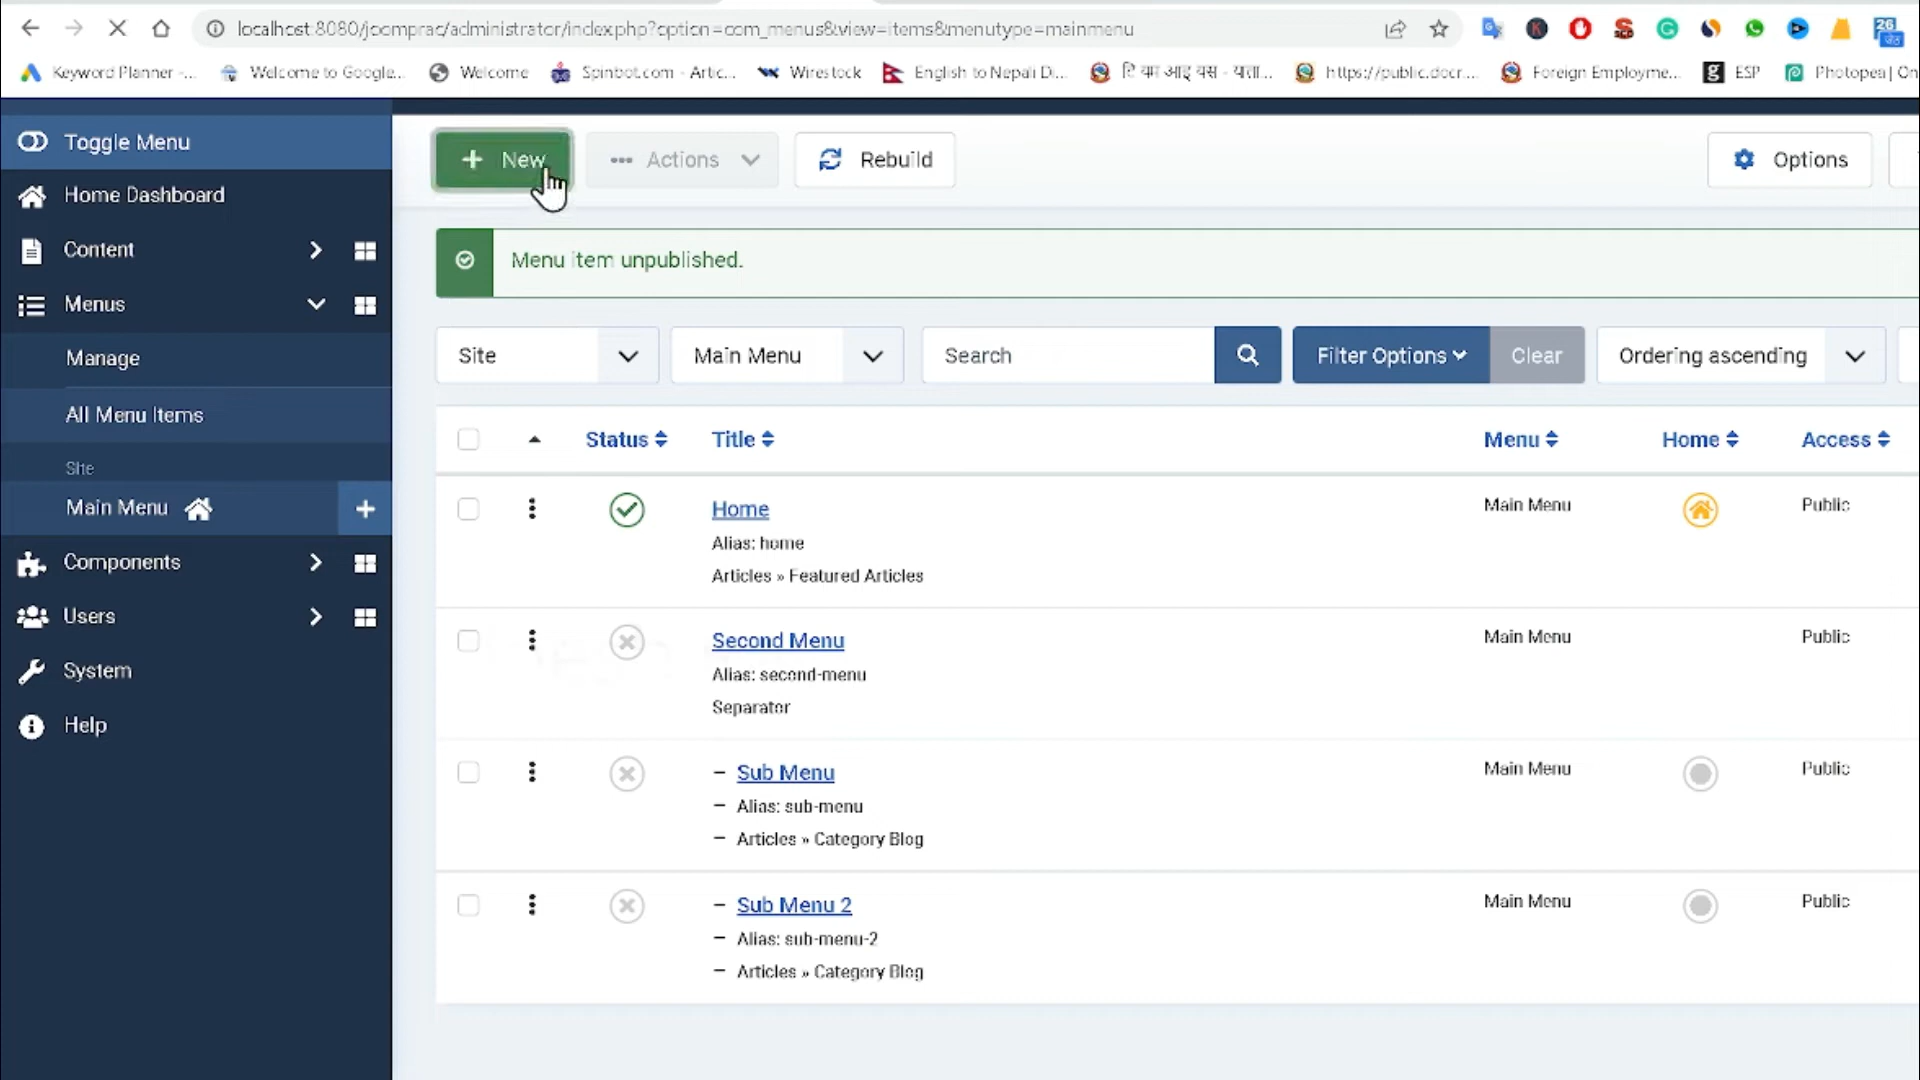 localhost:8080/joomprac/administrator/index.php?option=com_menus&view=items&menutype=mainmenu
26
Keyword Planner -...
Welcome to Google...
Welcome
Spinbot.com - Artic...
Wirestock
English to Nepali D...
https://public.docr...
Foreign Employme...
ESP
Photopea | On
Toggle Menu
New
Actions
Rebuild
Options
Home Dashboard
Content
Menu item unpublished.
Menus
Manage
Site
Main Menu
Search
Filter Options
Clear
Ordering ascending
All Menu Items
Status
Title
Menu
Home
Access
Site
Main Menu
Home
Main Menu
Public
Alias: home
Articles » Featured Articles
Components
Users
Second Menu
Main Menu
Public
Alias: second-menu
Separator
System
Help
– Sub Menu
Main Menu
Public
– Alias: sub-menu
– Articles » Category Blog
– Sub Menu 2
Main Menu
Public
– Alias: sub-menu-2
– Articles » Category Blog